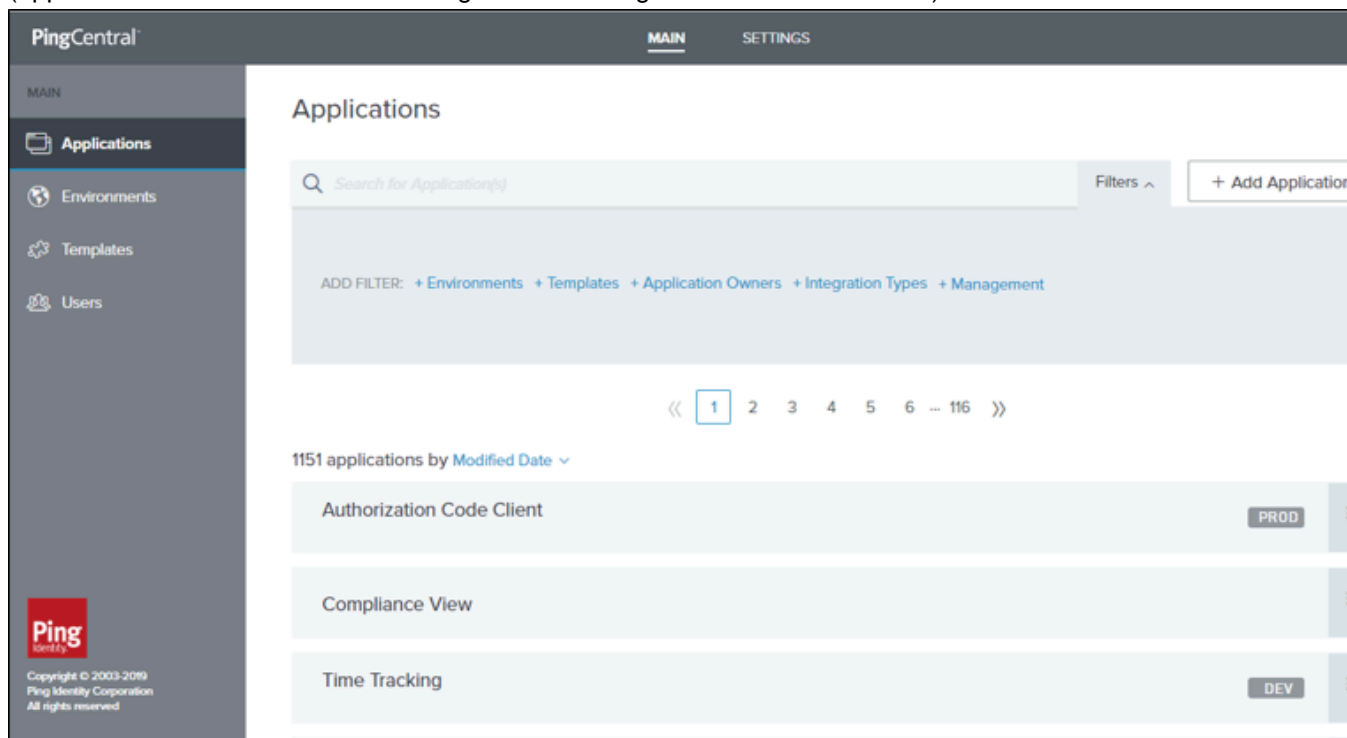 PingCentral
MAIN
SETTINGS
MAIN
Applications
Environments
Templates
Users
Applications
Search for Application(s)
Filters
+ Add Application
ADD FILTER: + Environments + Templates + Application Owners + Integration Types + Management
« 1 2 3 4 5 6 ... 116 »
1151 applications by Modified Date
Authorization Code Client
PROD
Compliance View
Time Tracking
DEV
Ping
Identity
Copyright © 2003-2019
Ping Identity Corporation
All rights reserved